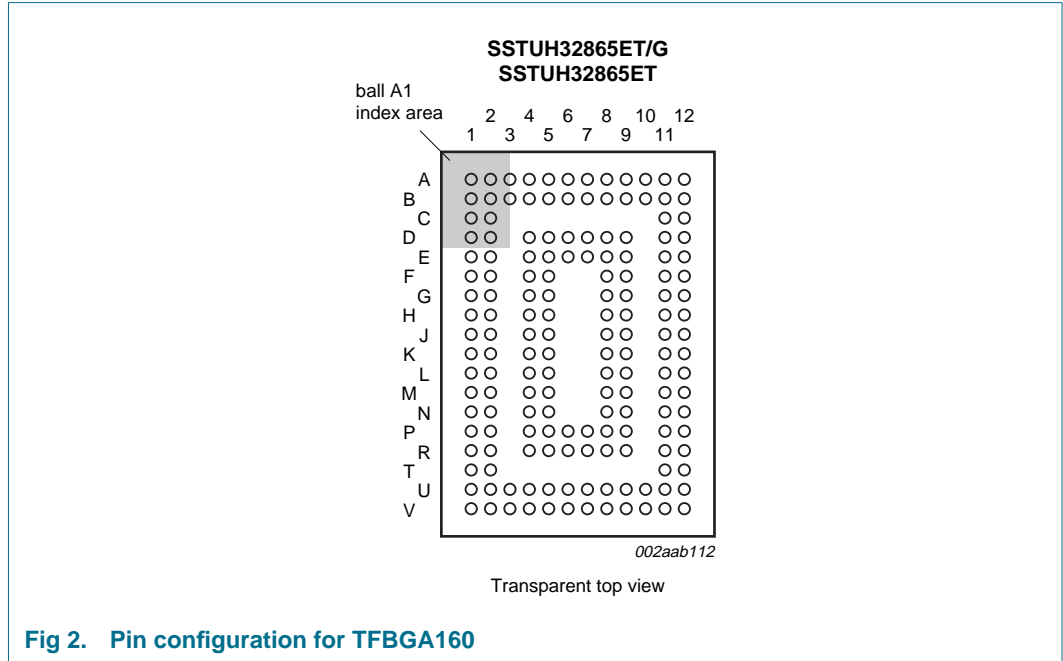 SSTUH32865ET/G
SSTUH32865ET
ball A1
index area
2 4 6 8 10 12
1 3 5 7 9 11
A
B
C
D
E
F
G
H
J
K
L
M
N
P
R
T
U
V
002aab112
Transparent top view
Fig 2. Pin configuration for TFBGA160